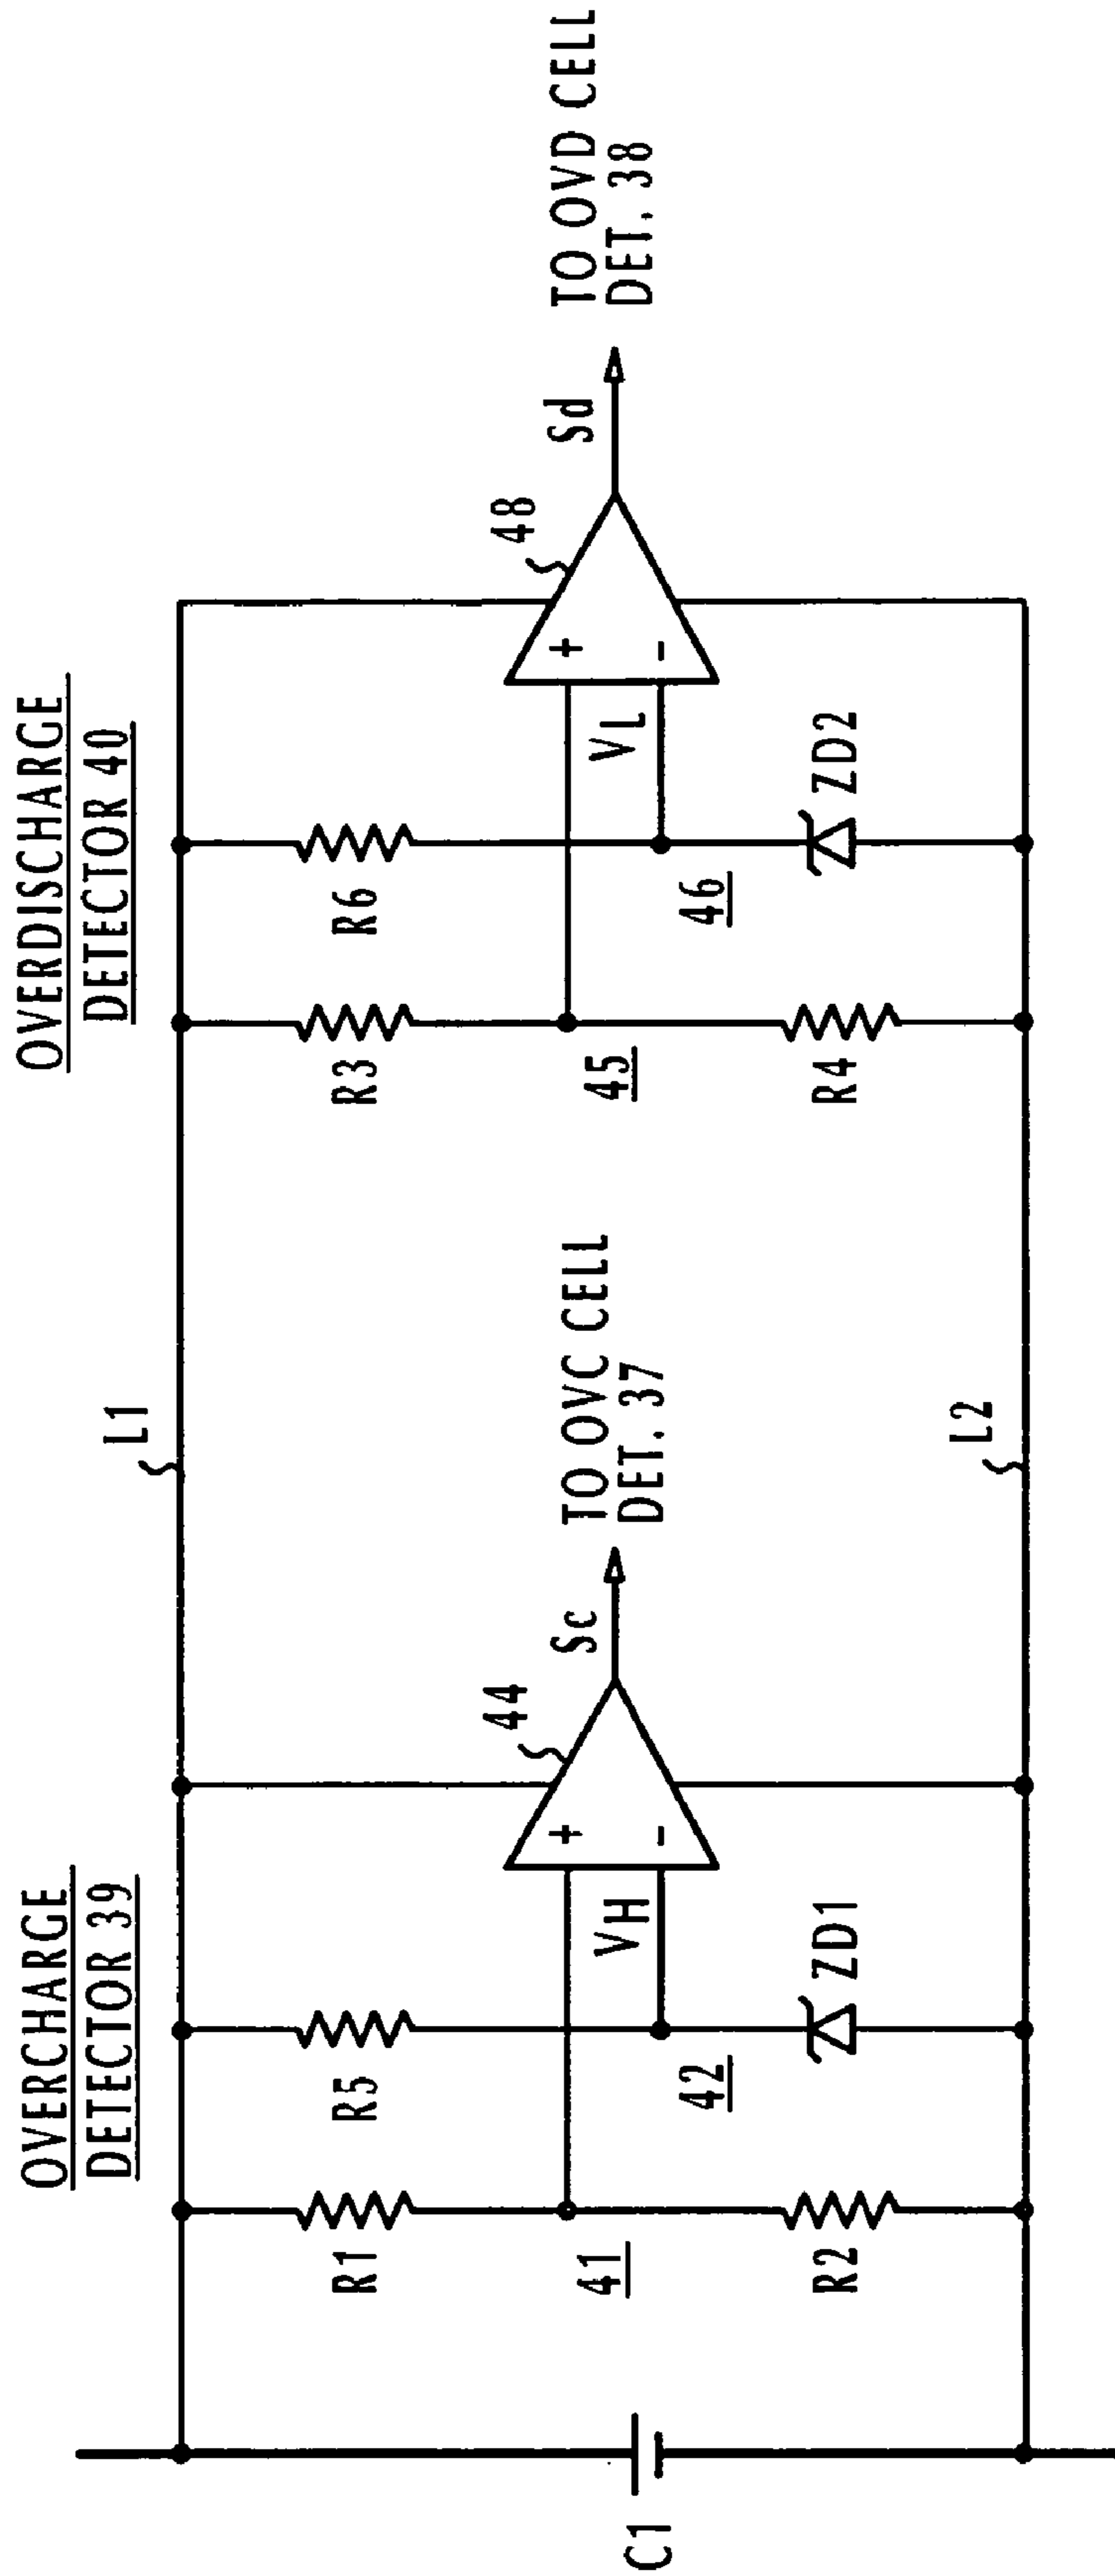 OVERCHARGE
DETECTOR 39
OVERDISCHARGE
DETECTOR 40
L1
R1
R5
R3
R6
41
42
VH
+
-
44
Sc
TO OVC CELL
DET. 37
45
46
VL
+
-
48
Sd
TO OVD CELL
DET. 38
C1
R2
ZD1
R4
ZD2
L2